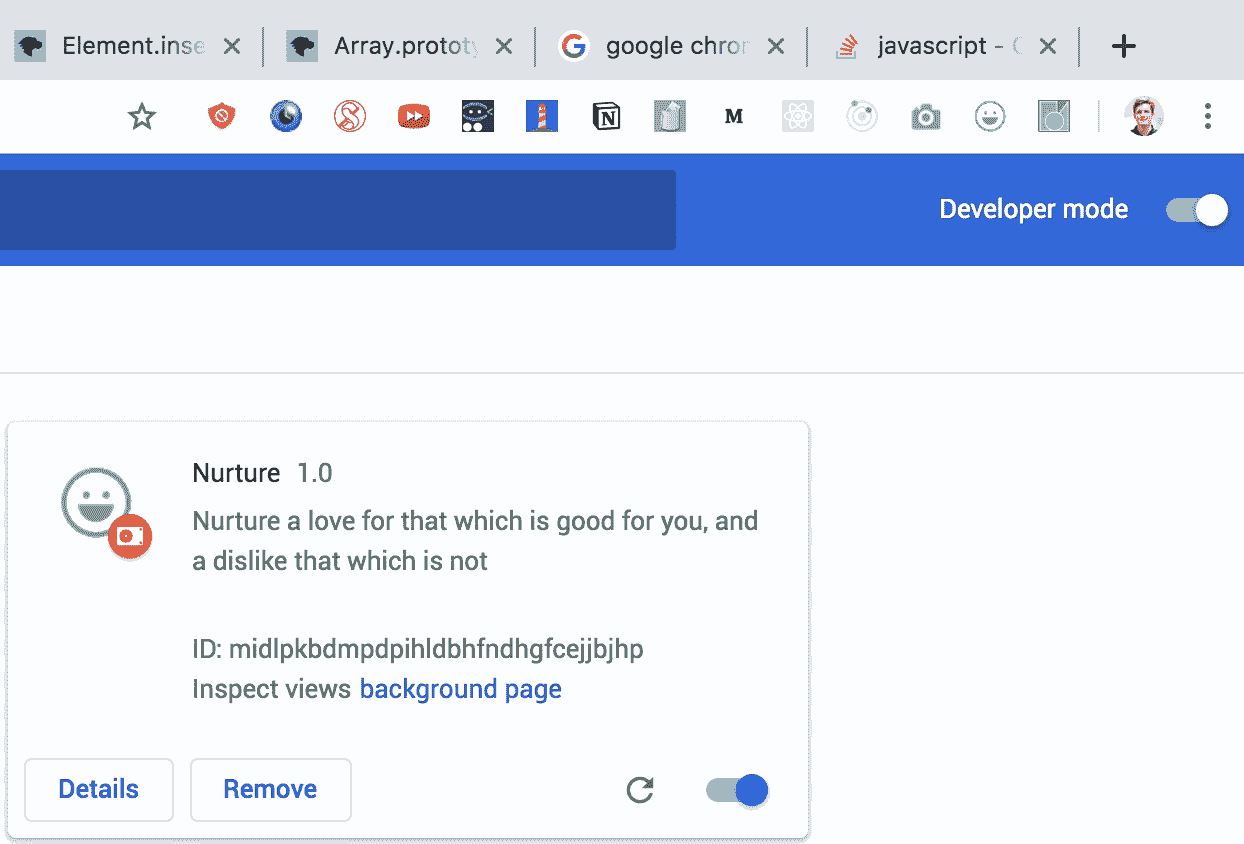 Element.inse
Array.prototy
google chror
javascript - (
N
M
Developer mode
Nurture 1.0
Nurture a love for that which is good for you, and
a dislike that which is not
ID: midlpkbdmpdpihldbhfndhgfcejjbjhp
Inspect views background page
Details
Remove